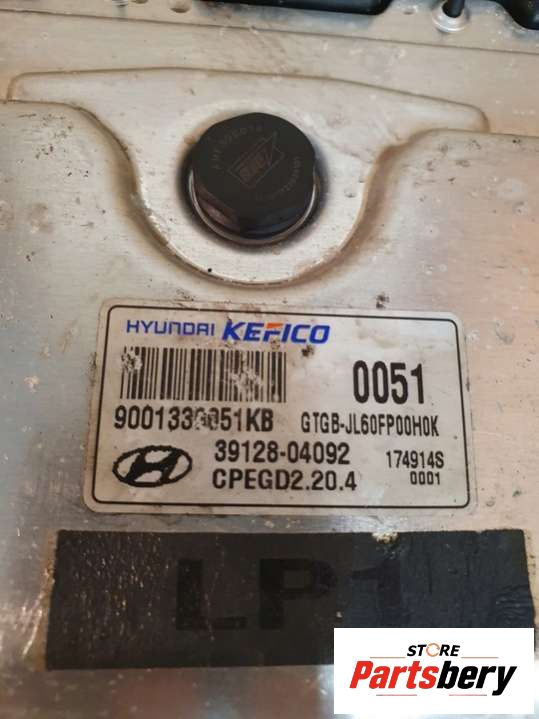 HYUNDAI KEFICO
0051
9001330051KB GTGB-JL60FP00H0K
39128-04092 174914S
CPEGD2.20.4 0001
LP1
STORE
Partsbery